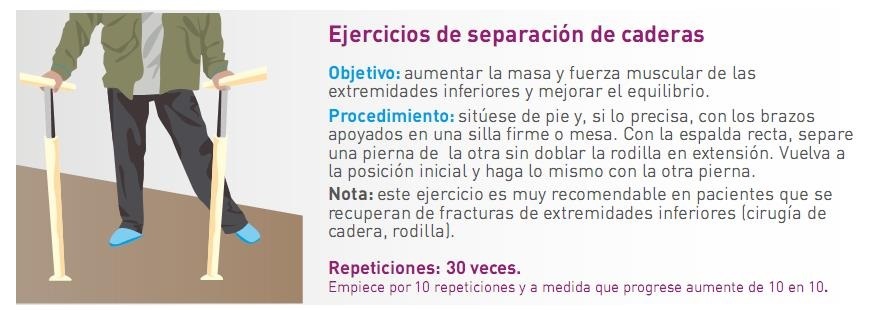 Ejercicios de separación de caderas
Objetivo: aumentar la masa y fuerza muscular de las
extremidades inferiores y mejorar el equilibrio.
Procedimiento: sitúese de pie y, si lo precisa, con los brazos
apoyados en una silla firme o mesa. Con la espalda recta, separe
una pierna de la otra sin doblar la rodilla en extensión. Vuelva a
la posición inicial y haga lo mismo con la otra pierna.
Nota: este ejercicio es muy recomendable en pacientes que se
recuperan de fracturas de extremidades inferiores (cirugía de
cadera, rodilla).
Repeticiones: 30 veces.
Empiece por 10 repeticiones y a medida que progrese aumente de 10 en 10.